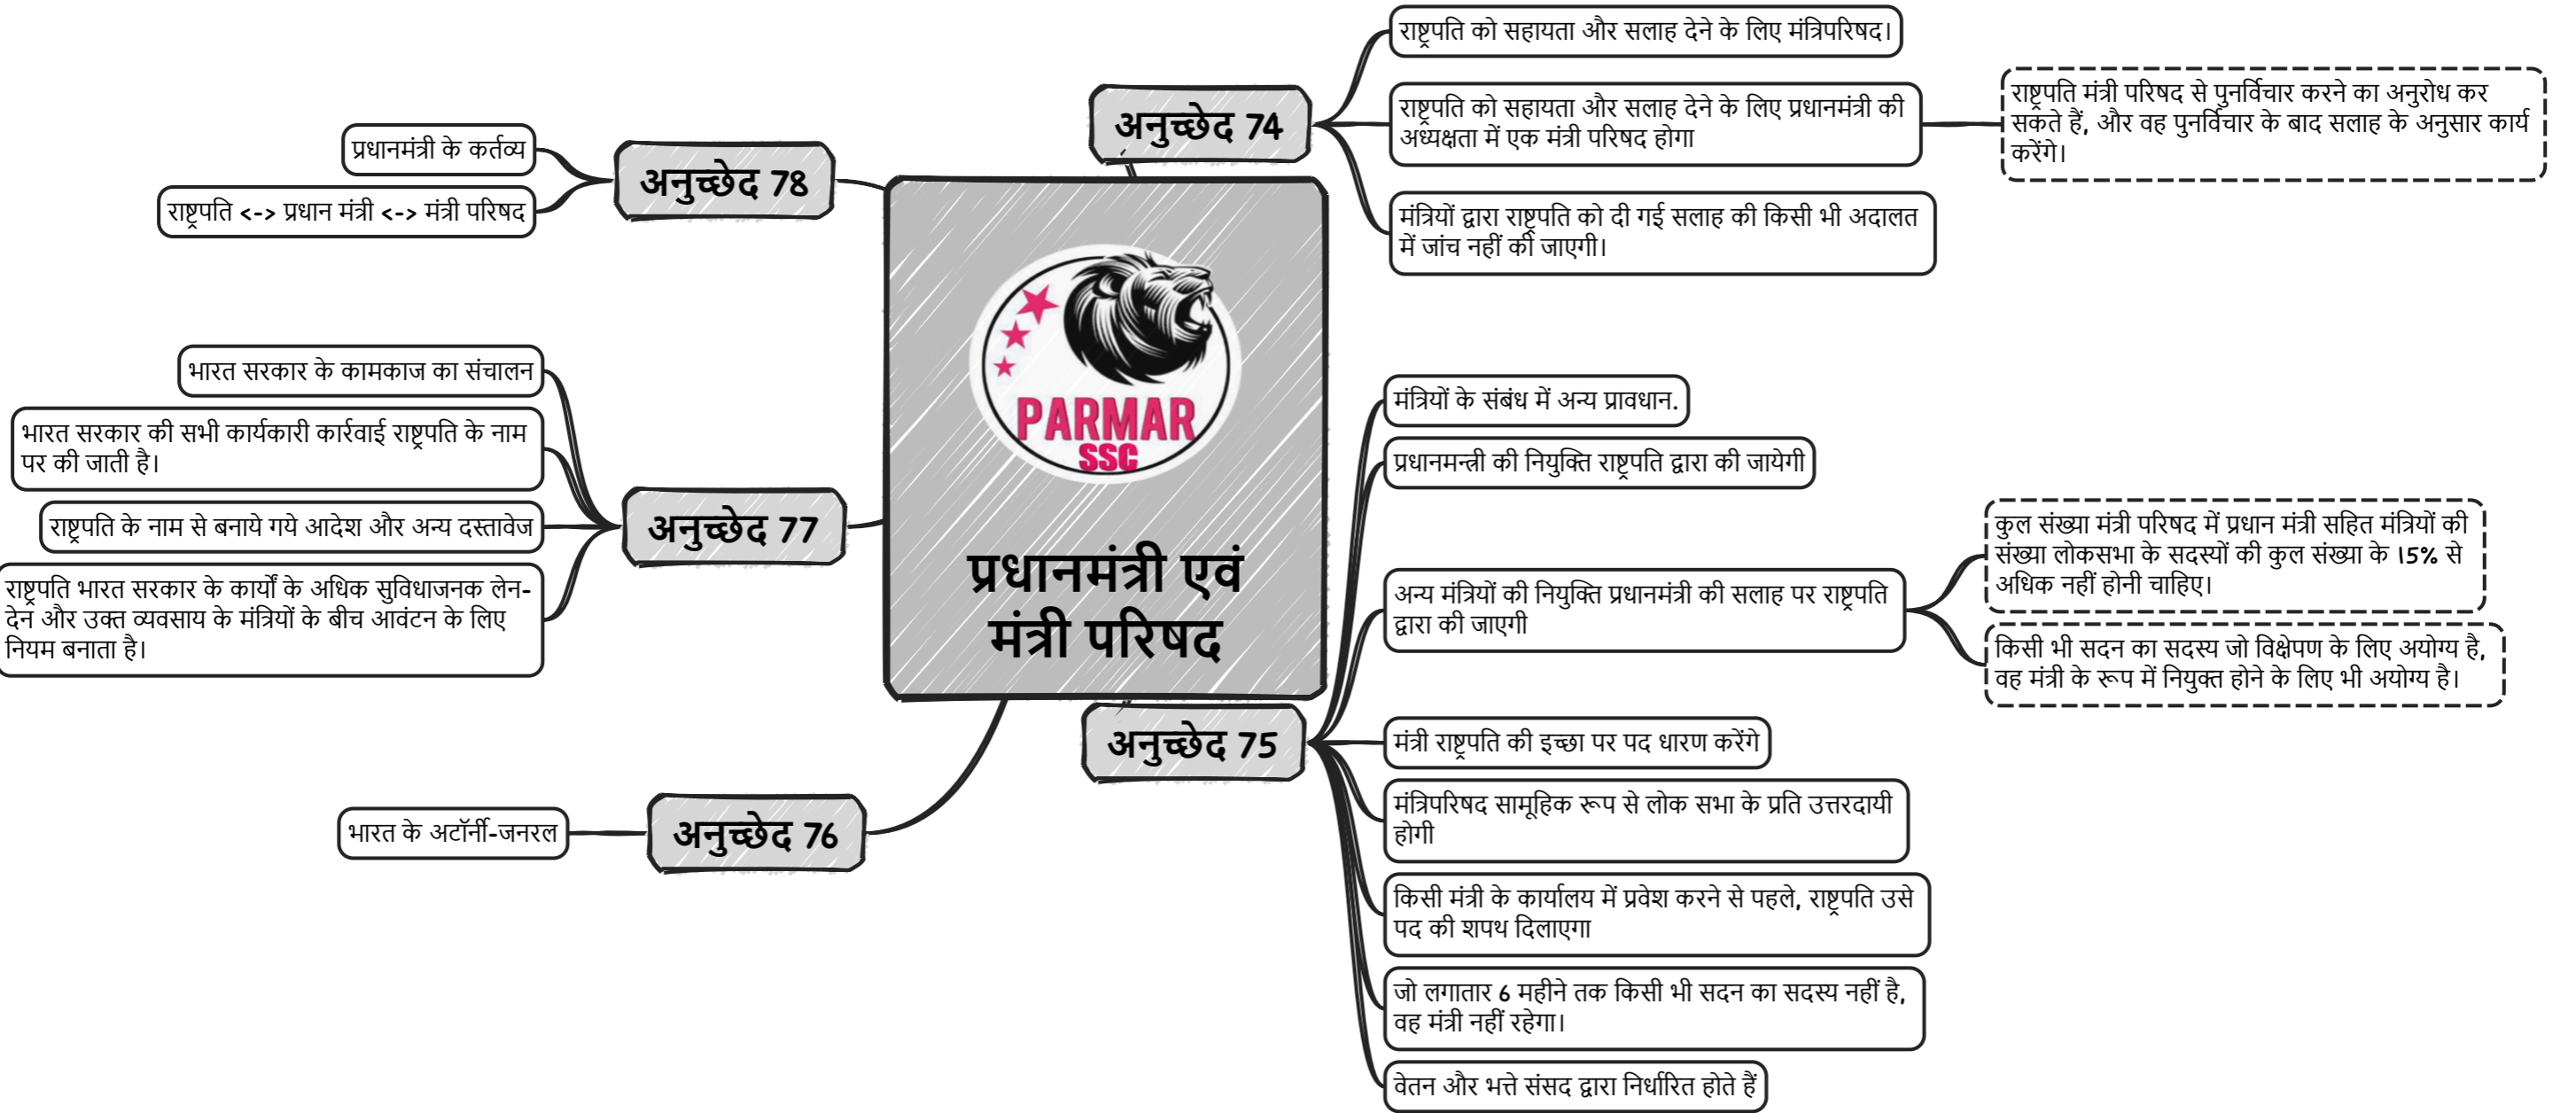 प्रधानमंत्री एवं
मंत्री परिषद
PARMAR
SSC
अनुच्छेद 74
राष्ट्रपति को सहायता और सलाह देने के लिए मंत्रिपरिषद।
राष्ट्रपति को सहायता और सलाह देने के लिए प्रधानमंत्री की
अध्यक्षता में एक मंत्री परिषद होगा
राष्ट्रपति मंत्री परिषद से पुनर्विचार करने का अनुरोध कर
सकते हैं, और वह पुनर्विचार के बाद सलाह के अनुसार कार्य
करेंगे।
मंत्रियों द्वारा राष्ट्रपति को दी गई सलाह की किसी भी अदालत
में जांच नहीं की जाएगी।
अनुच्छेद 75
मंत्रियों के संबंध में अन्य प्रावधान.
प्रधानमन्त्री की नियुक्ति राष्ट्रपति द्वारा की जायेगी
अन्य मंत्रियों की नियुक्ति प्रधानमंत्री की सलाह पर राष्ट्रपति
द्वारा की जाएगी
कुल संख्या मंत्री परिषद में प्रधान मंत्री सहित मंत्रियों की
संख्या लोकसभा के सदस्यों की कुल संख्या के 15% से
अधिक नहीं होनी चाहिए।
किसी भी सदन का सदस्य जो विक्षेपण के लिए अयोग्य है,
वह मंत्री के रूप में नियुक्त होने के लिए भी अयोग्य है।
मंत्री राष्ट्रपति की इच्छा पर पद धारण करेंगे
मंत्रिपरिषद सामूहिक रूप से लोक सभा के प्रति उत्तरदायी
होगी
किसी मंत्री के कार्यालय में प्रवेश करने से पहले, राष्ट्रपति उसे
पद की शपथ दिलाएगा
जो लगातार 6 महीने तक किसी भी सदन का सदस्य नहीं है,
वह मंत्री नहीं रहेगा।
वेतन और भत्ते संसद द्वारा निर्धारित होते हैं
अनुच्छेद 76
भारत के अटॉर्नी-जनरल
अनुच्छेद 77
भारत सरकार के कामकाज का संचालन
भारत सरकार की सभी कार्यकारी कार्रवाई राष्ट्रपति के नाम
पर की जाती है।
राष्ट्रपति के नाम से बनाये गये आदेश और अन्य दस्तावेज
राष्ट्रपति भारत सरकार के कार्यों के अधिक सुविधाजनक लेन-
देन और उक्त व्यवसाय के मंत्रियों के बीच आवंटन के लिए
नियम बनाता है।
अनुच्छेद 78
प्रधानमंत्री के कर्तव्य
राष्ट्रपति <-> प्रधान मंत्री <-> मंत्री परिषद